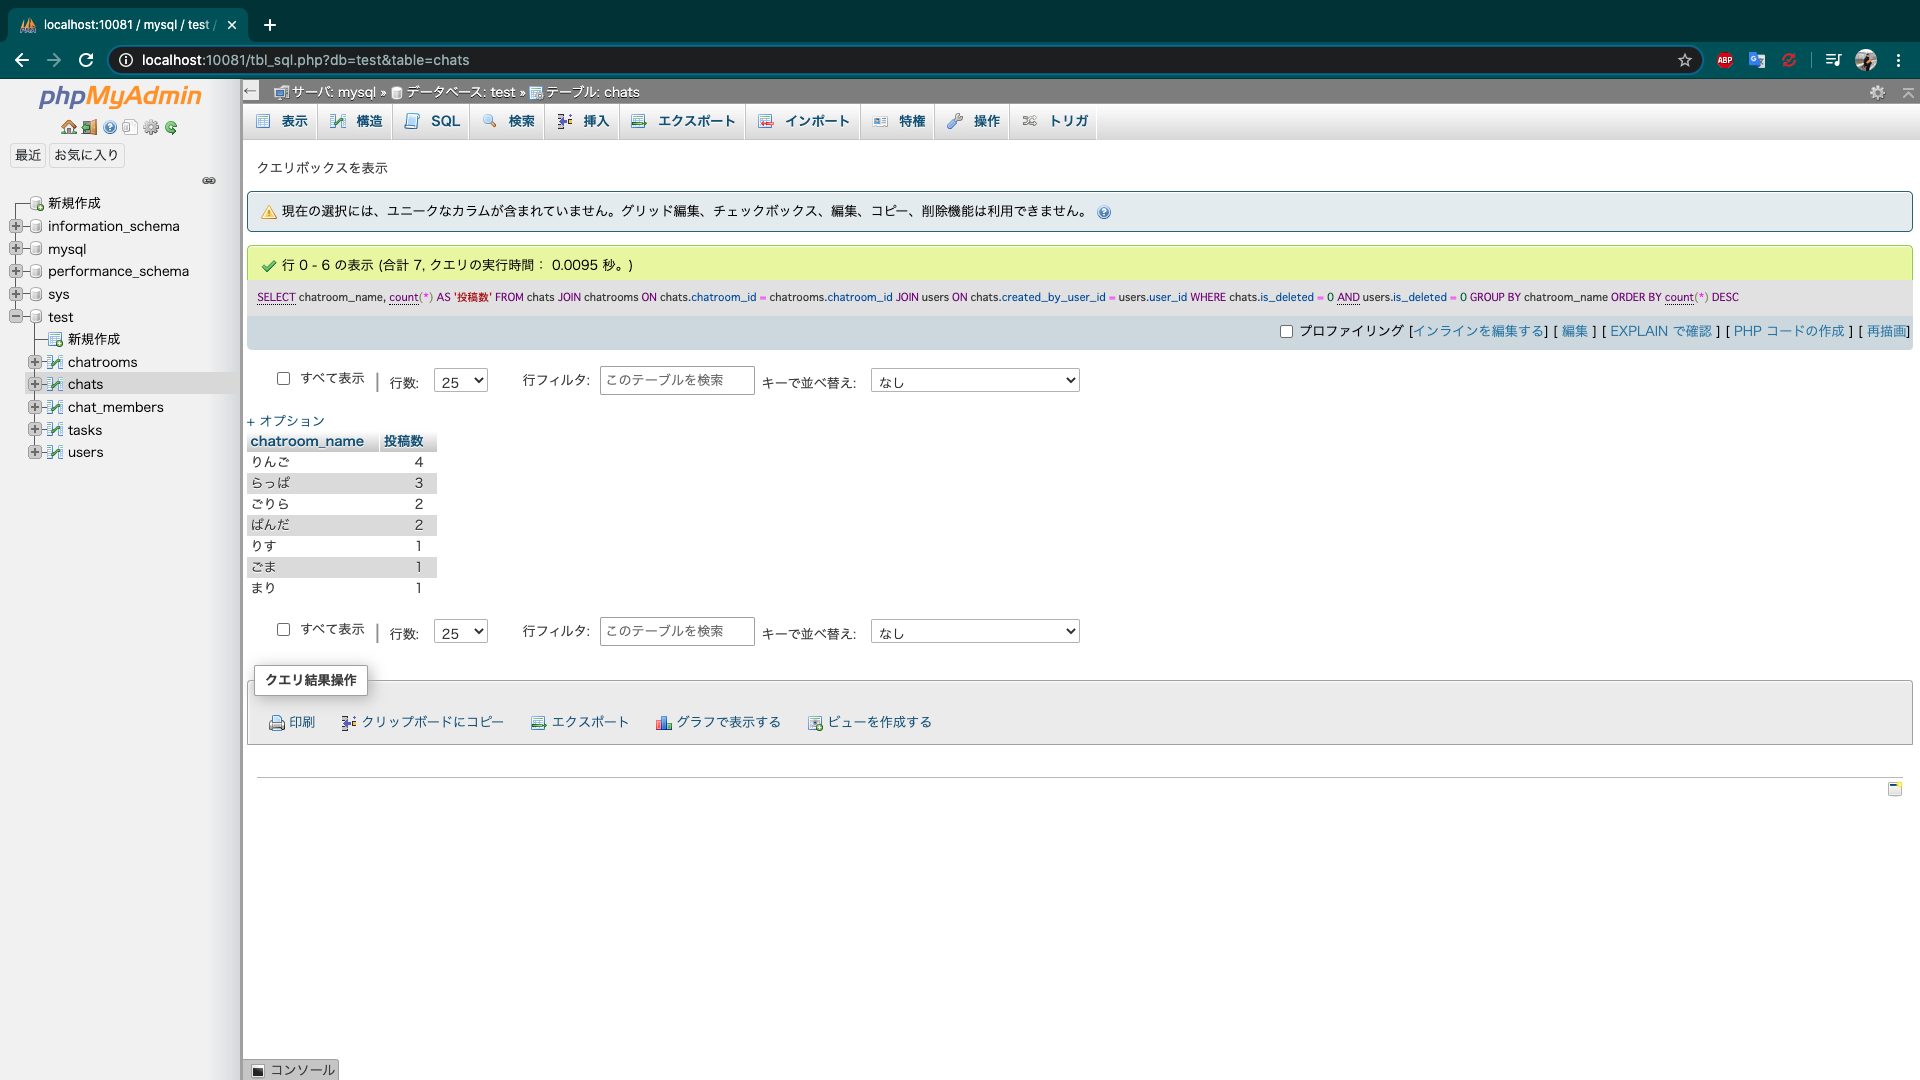 localhost:10081 / mysql / test /
localhost:10081/tbl_sql.php?db=test&table=chats
ABP
phpMyAdmin
最近 お気に入り
新規作成
information_schema
mysql
performance_schema
sys
test
新規作成
chatrooms
chats
chat_members
tasks
users
サーバ: mysql » データベース: test » テーブル: chats
表示 構造 SQL 検索 挿入 エクスポート インポート 特権 操作 トリガ
クエリボックスを表示
現在の選択には、ユニークなカラムが含まれていません。グリッド編集、チェックボックス、編集、コピー、削除機能は利用できません。
行 0 - 6 の表示 (合計 7, クエリの実行時間： 0.0095 秒。)
SELECT chatroom_name, count(*) AS '投稿数' FROM chats JOIN chatrooms ON chats.chatroom_id = chatrooms.chatroom_id JOIN users ON chats.created_by_user_id = users.user_id WHERE chats.is_deleted = 0 AND users.is_deleted = 0 GROUP BY chatroom_name ORDER BY count(*) DESC
プロファイリング [インラインを編集する] [ 編集 ] [ EXPLAIN で確認 ] [ PHP コードの作成 ] [ 再描画]
すべて表示 | 行数: 25 行フィルタ: このテーブルを検索 キーで並べ替え: なし
+ オプション
chatroom_name 投稿数
りんご 4
らっぱ 3
ごりら 2
ぱんだ 2
りす 1
ごま 1
まり 1
すべて表示 | 行数: 25 行フィルタ: このテーブルを検索 キーで並べ替え: なし
クエリ結果操作
印刷 クリップボードにコピー エクスポート グラフで表示する ビューを作成する
コンソール